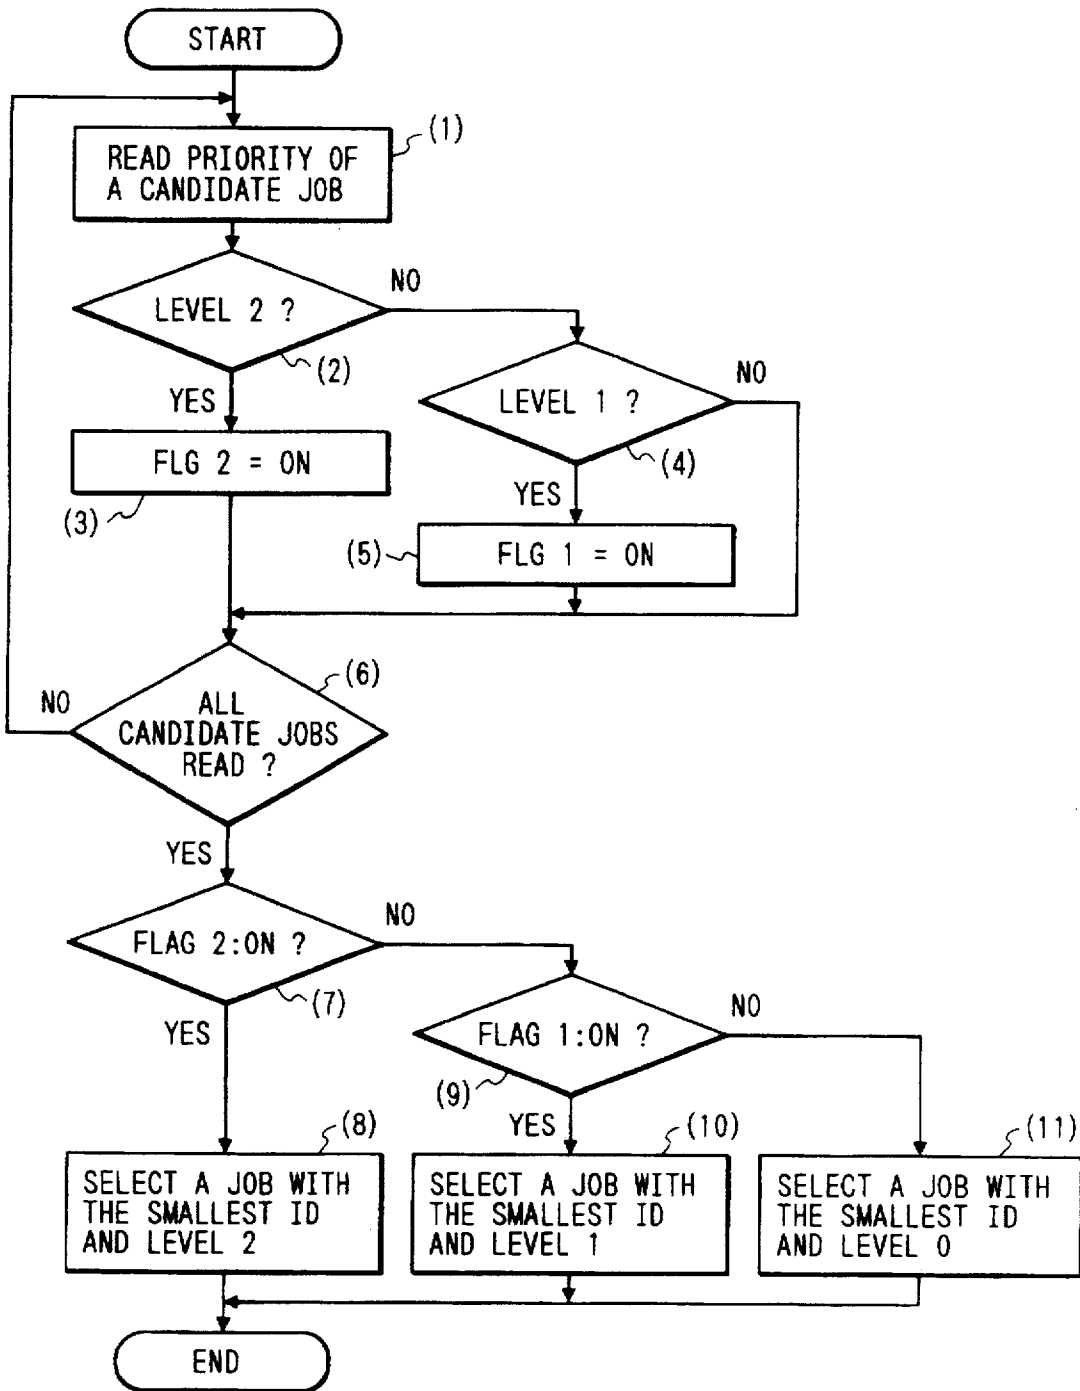 START
(1)
READ PRIORITY OF
A CANDIDATE JOB
NO
LEVEL 2 ?
(2)
YES
NO
LEVEL 1 ?
(4)
FLG 2 = ON
(3)
YES
(5)
FLG 1 = ON
(6)
NO
ALL
CANDIDATE JOBS
READ ?
YES
NO
FLAG 2:ON ?
(7)
YES
NO
FLAG 1:ON ?
(9)
YES
(8)
(10)
(11)
SELECT A JOB WITH
THE SMALLEST ID
AND LEVEL 2
SELECT A JOB WITH
THE SMALLEST ID
AND LEVEL 1
SELECT A JOB WITH
THE SMALLEST ID
AND LEVEL 0
END